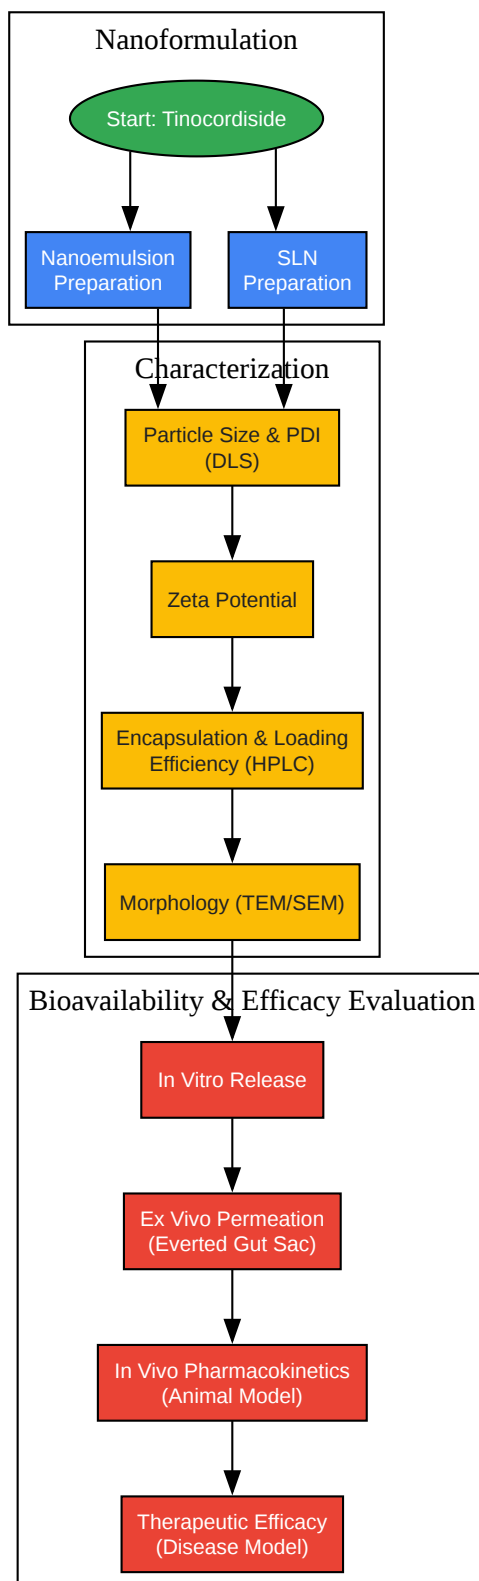 Nanoformulation
Start: Tinocordiside
Nanoemulsion
Preparation
SLN
Preparation
Characterization
Particle Size & PDI
(DLS)
Zeta Potential
Encapsulation & Loading
Efficiency (HPLC)
Morphology (TEM/SEM)
Bioavailability & Efficacy Evaluation
In Vitro Release
Ex Vivo Permeation
(Everted Gut Sac)
In Vivo Pharmacokinetics
(Animal Model)
Therapeutic Efficacy
(Disease Model)